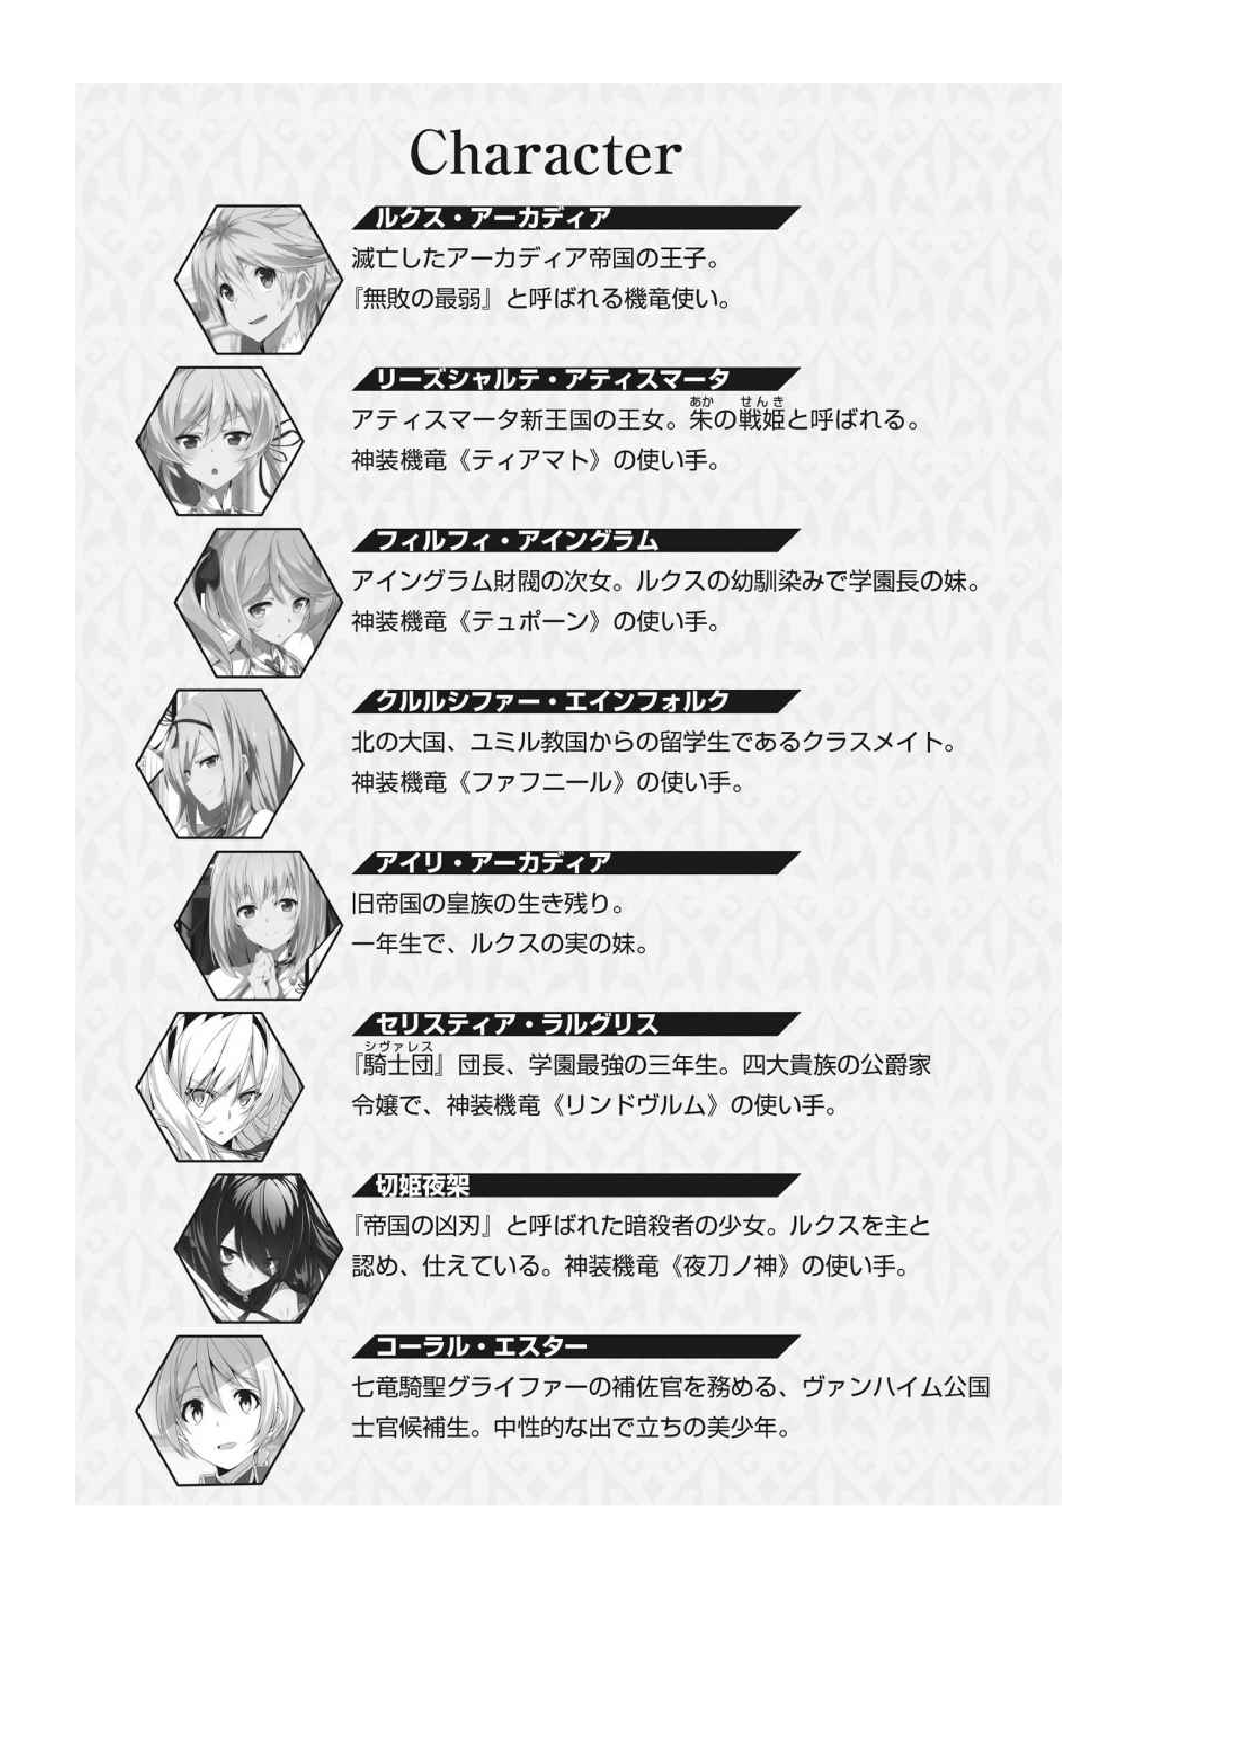 Character
ルクス・アーカディア
滅亡したアーカディア帝国の王子。
『無敗の最弱』と呼ばれる機竜使い。
リーズシャルテ・アティスマータ
あか せんき
アティスマータ新王国の王女。朱の戦姫と呼ばれる。
神装機竜《ティアマト》の使い手。
フィルフィ・アイングラム
アイングラム財閥の次女。ルクスの幼馴染みで学園長の妹。
神装機竜《テュポーン》の使い手。
クルルシファー・エインフォルク
北の大国、ユミル教国からの留学生であるクラスメイト。
神装機竜《ファフニール》の使い手。
アイリ・アーカディア
旧帝国の皇族の生き残り。
一年生で、ルクスの実の妹。
セリスティア・ラルグリス
シヴァレス
『騎士団』団長、学園最強の三年生。四大貴族の公爵家
令嬢で、神装機竜《リンドヴルム》の使い手。
切姫夜架
『帝国の凶刃』と呼ばれた暗殺者の少女。ルクスを主と
認め、仕えている。神装機竜《夜刀ノ神》の使い手。
コーラル・エスター
七竜騎聖グライファーの補佐官を務める、ヴァンハイム公国
士官候補生。中性的な出で立ちの美少年。